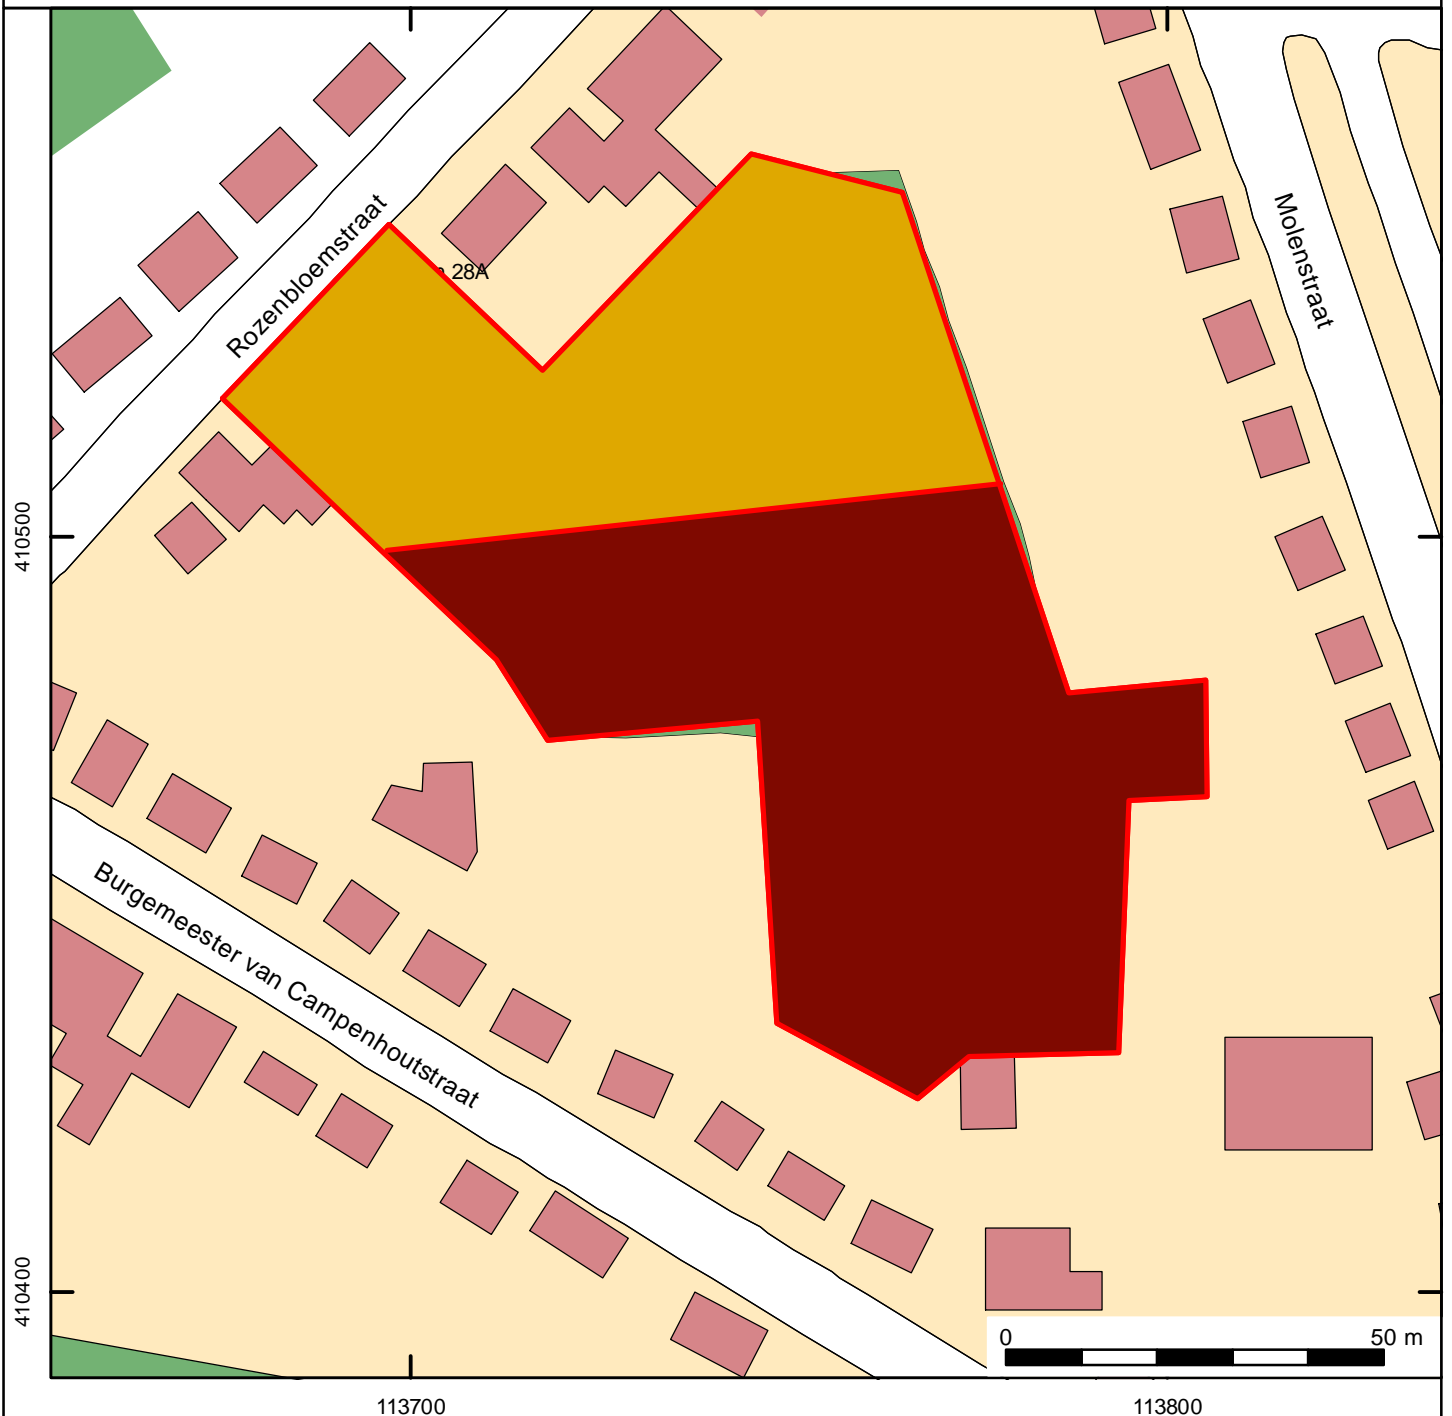 Rozenbloemstraat
28A
Molenstraat
410500
Burgemeester van Campenhoutstraat
410400
0 50 m
113700 113800